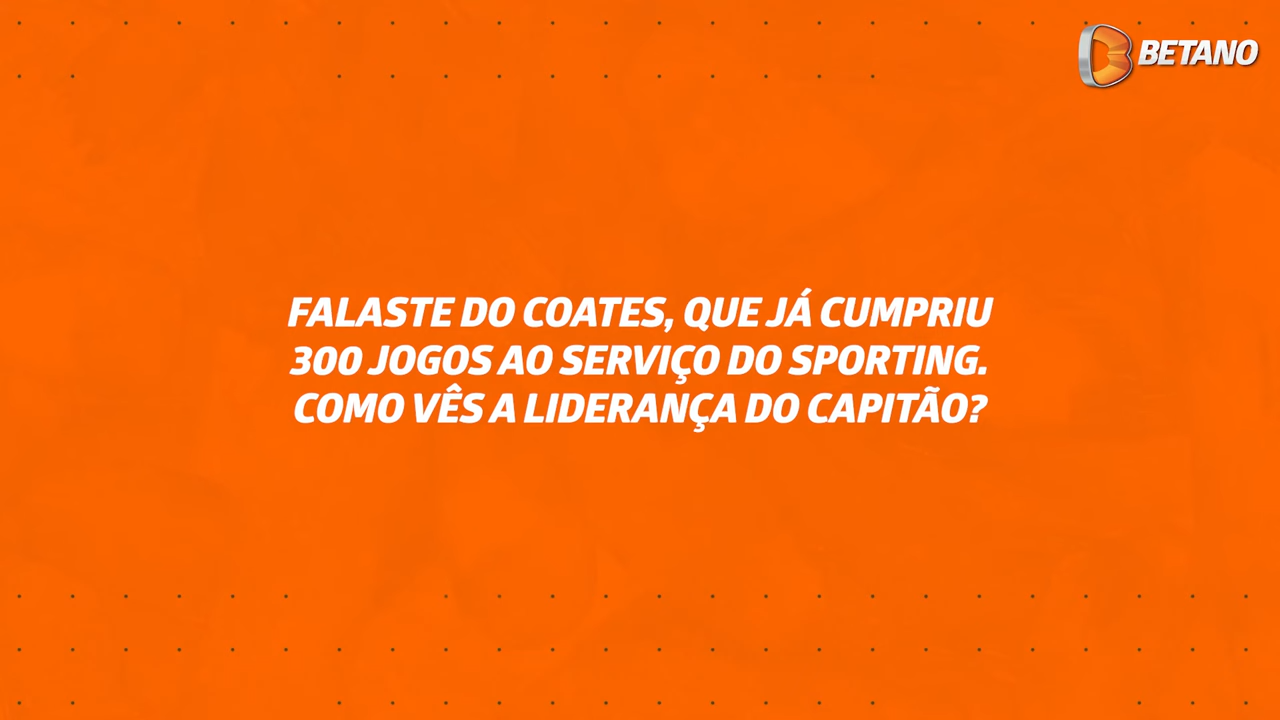 BETANO
FALASTE DO COATES, QUE JÁ CUMPRIU
300 JOGOS AO SERVIÇO DO SPORTING.
COMO VÊS A LIDERANÇA DO CAPITÃO?